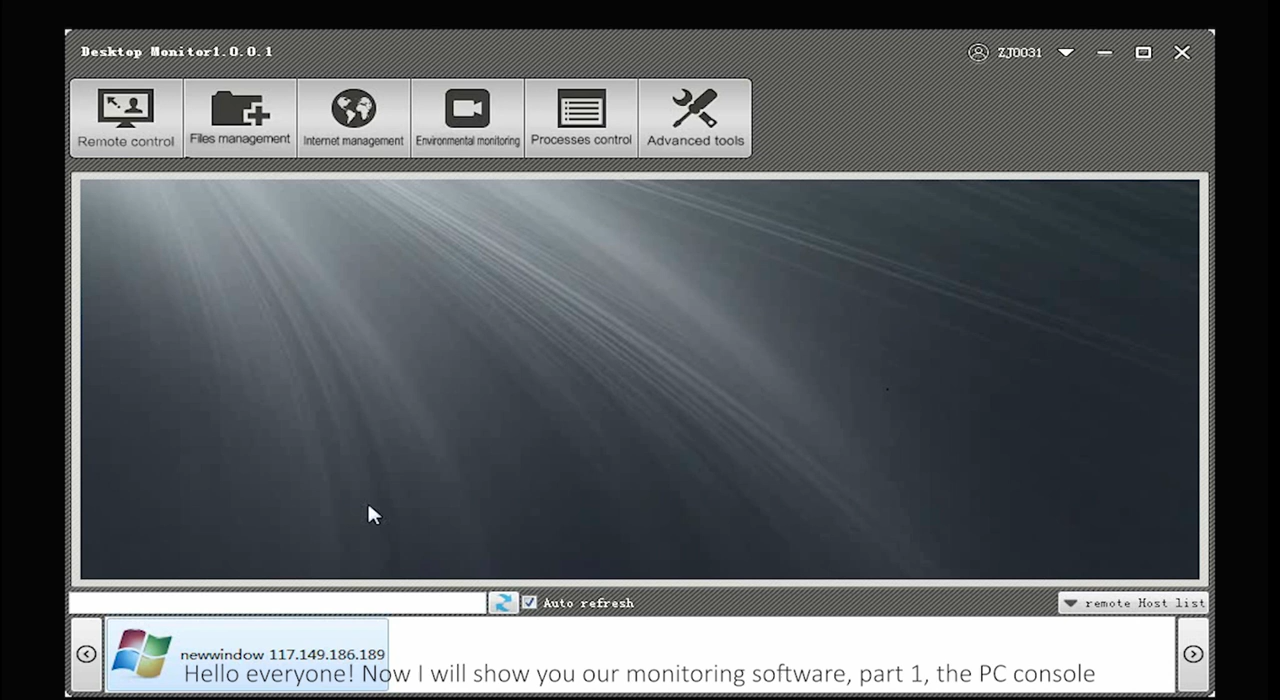 Desktop Monitor1.0.0.1
ZJ0031
Remote control
Files management
Internet management
Environmental monitoring
Processes control
Advanced tools
Auto refresh
remote Host list
newwindow 117.149.186.189
Hello everyone! Now I will show you our monitoring software, part 1, the PC console